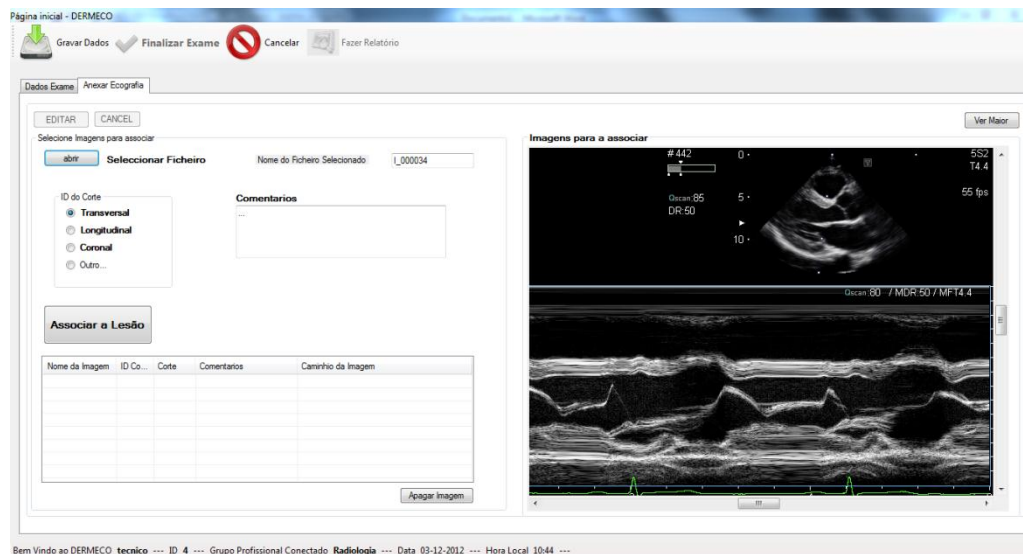 Página inicial - DERMECO
Gravar Dados Finalizar Exame Cancelar Fazer Relatório
Dados Exame Anexar Ecografia
EDITAR CANCEL Ver Maior
Selecione Imagens para associar
Imagens para a associar
abrir Seleccionar Ficheiro Nome do Ficheiro Selecionado I_000034
ID do Corte
Transversal
Longitudinal
Coronal
Outro...
Comentarios
...
Associar a Lesão
Nome da Imagem ID Co... Corte Comentarios Caminho da Imagem
Apagar Imagem
#442 0 5S2
T4.4
Qscan:85 5 55 fps
DR:50
10
Qscan:80 / MDR:50 / MFT4.4
Bem Vindo ao DERMECO tecnico --- ID 4 --- Grupo Profissional Conectado Radiologia --- Data 03-12-2012 --- Hora Local 10:44 ---